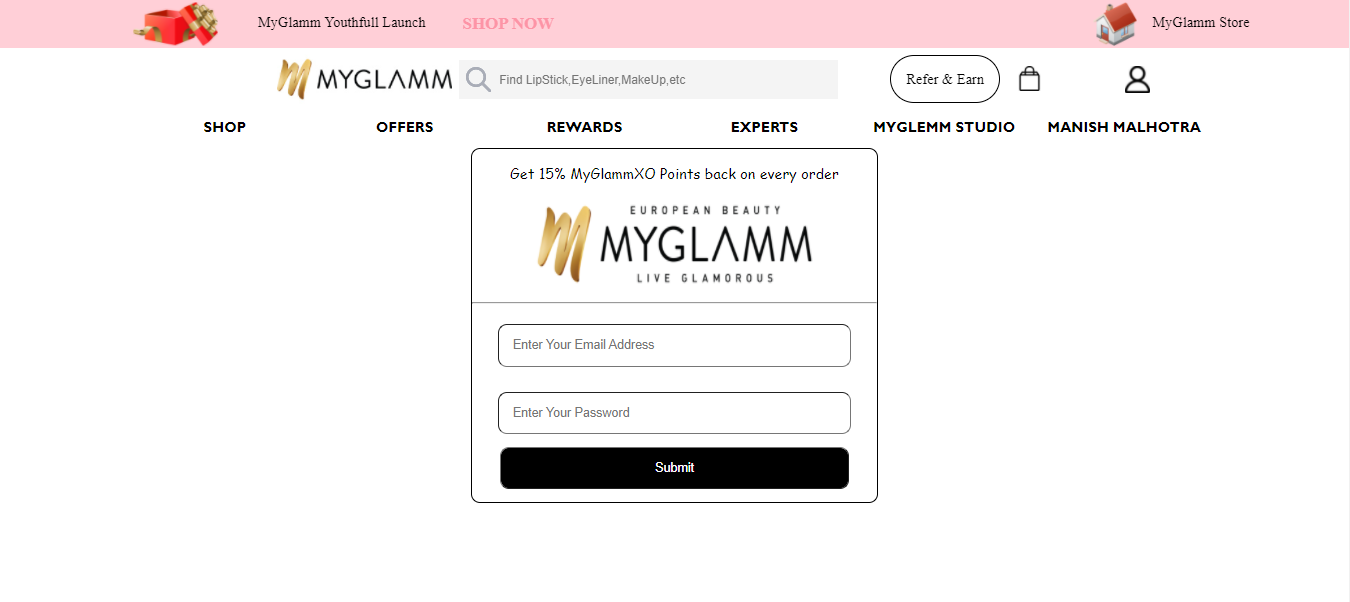 MyGlamm Youthfull Launch SHOP NOW MyGlamm Store
MYGLAMM Find LipStick,EyeLiner,MakeUp,etc Refer & Earn
SHOP OFFERS REWARDS EXPERTS MYGLEMM STUDIO MANISH MALHOTRA
Get 15% MyGlammXO Points back on every order
EUROPEAN BEAUTY
MYGLAMM
LIVE GLAMOROUS
Enter Your Email Address
Enter Your Password
Submit